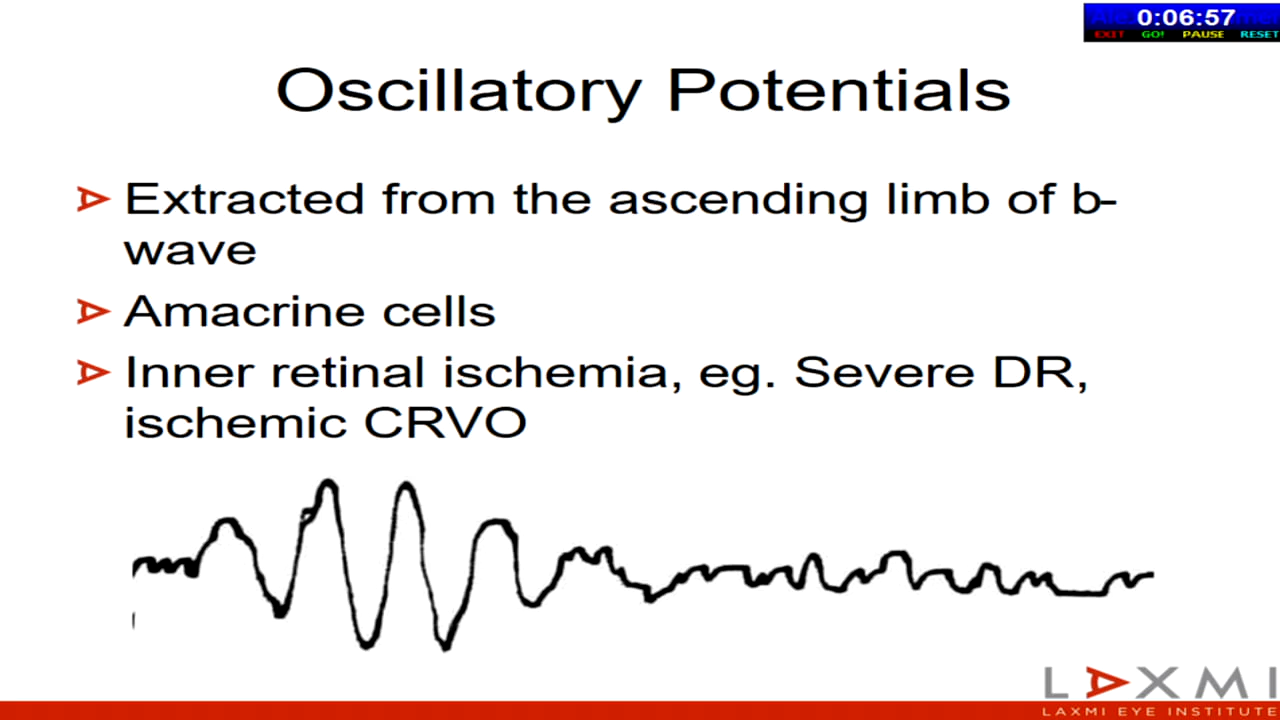 0:06:57
EXIT GO! PAUSE RESET
Oscillatory Potentials
Extracted from the ascending limb of b-
wave
Amacrine cells
Inner retinal ischemia, eg. Severe DR,
ischemic CRVO
LAXMI
LAXMI EYE INSTITUTE